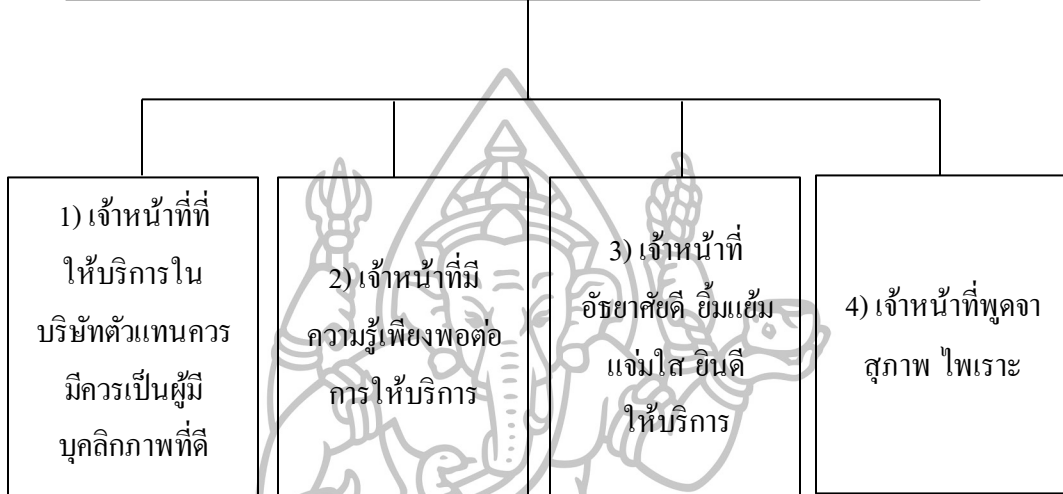 1) เจ้าหน้าที่ที่
ให้บริการใน
บริษัทตัวแทนควร
มีควรเป็นผู้มี
บุคลิกภาพที่ดี
2) เจ้าหน้าที่มี
ความรู้เพียงพอต่อ
การให้บริการ
3) เจ้าหน้าที่
อัธยาศัยดี ยิ้มแย้ม
แจ่มใส ยินดี
ให้บริการ
4) เจ้าหน้าที่พูดจา
สุภาพ ไพเราะ